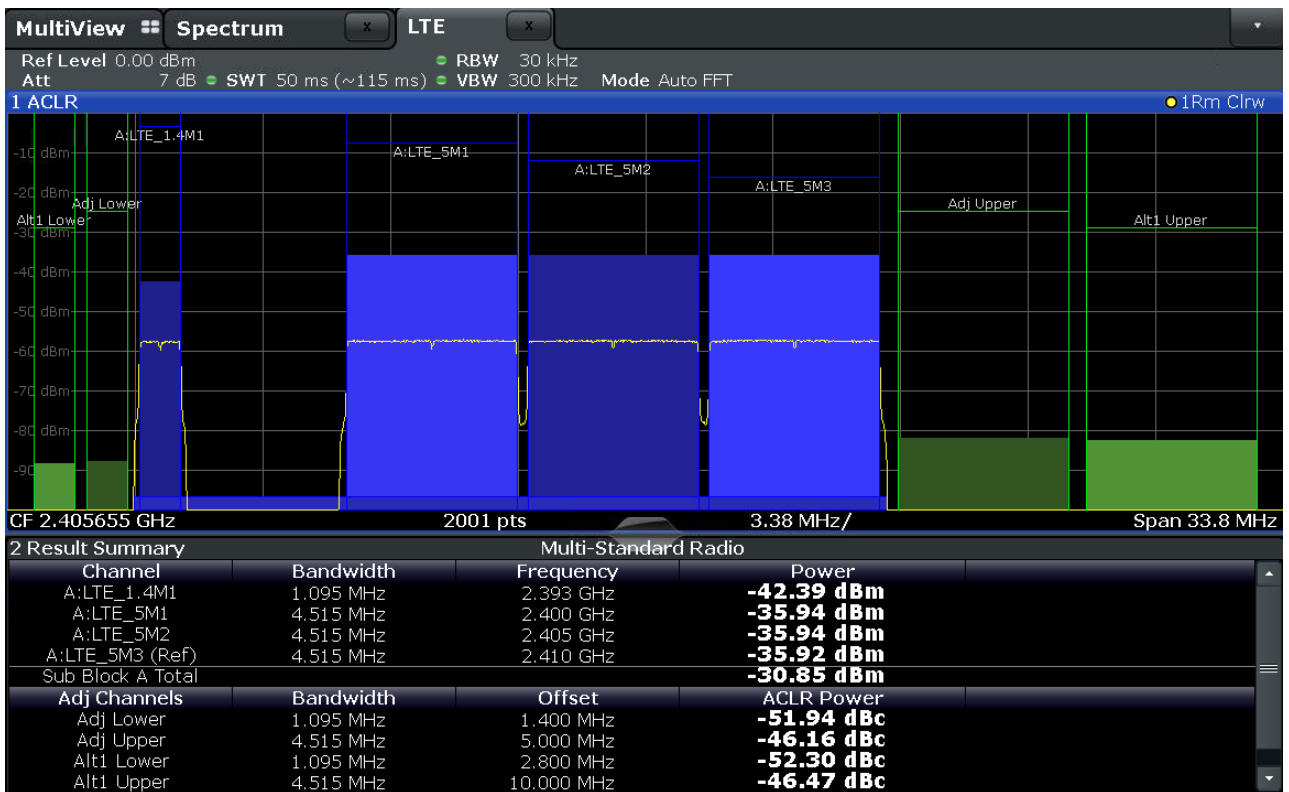 MultiView Spectrum x LTE x
Ref Level 0.00 dBm RBW 30 kHz
Att 7 dB SWT 50 ms (~115 ms) VBW 300 kHz Mode Auto FFT
1 ACLR 1Rm Clrw
A:LTE_1.4M1
A:LTE_5M1
A:LTE_5M2
A:LTE_5M3
Adj Lower
Adj Upper
Alt1 Lower
Alt1 Upper
-10 dBm
-20 dBm
-30 dBm
-40 dBm
-50 dBm
-60 dBm
-70 dBm
-80 dBm
-90
CF 2.405655 GHz 2001 pts 3.38 MHz/ Span 33.8 MHz
2 Result Summary Multi-Standard Radio
Channel Bandwidth Frequency Power
A:LTE_1.4M1 1.095 MHz 2.393 GHz -42.39 dBm
A:LTE_5M1 4.515 MHz 2.400 GHz -35.94 dBm
A:LTE_5M2 4.515 MHz 2.405 GHz -35.94 dBm
A:LTE_5M3 (Ref) 4.515 MHz 2.410 GHz -35.92 dBm
Sub Block A Total -30.85 dBm
Adj Channels Bandwidth Offset ACLR Power
Adj Lower 1.095 MHz 1.400 MHz -51.94 dBc
Adj Upper 4.515 MHz 5.000 MHz -46.16 dBc
Alt1 Lower 1.095 MHz 2.800 MHz -52.30 dBc
Alt1 Upper 4.515 MHz 10.000 MHz -46.47 dBc